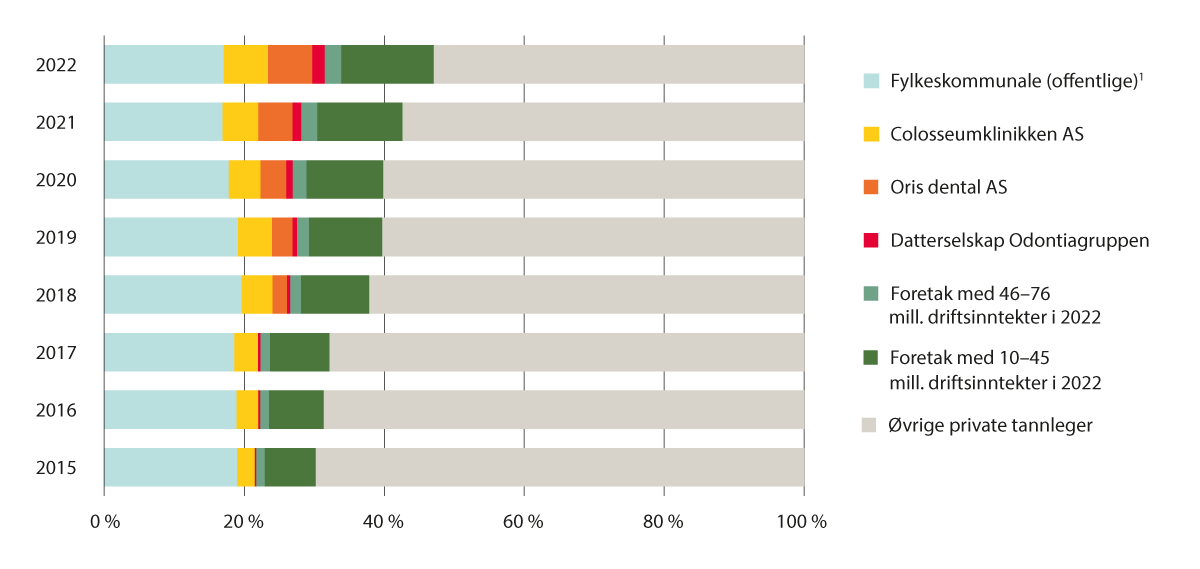 2022
2021
2020
2019
2018
2017
2016
2015
0 %
20 %
40 %
60 %
80 %
100 %
Fylkeskommunale (offentlige)¹
Colosseumklinikken AS
Oris dental AS
Datterselskap Odontiagruppen
Foretak med 46–76
mill. driftsinntekter i 2022
Foretak med 10–45
mill. driftsinntekter i 2022
Øvrige private tannleger